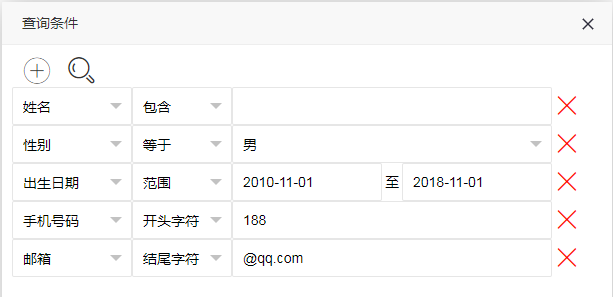 查询条件
姓名 包含
性别 等于 男
出生日期 范围 2010-11-01 至 2018-11-01
手机号码 开头字符 188
邮箱 结尾字符 @qq.com